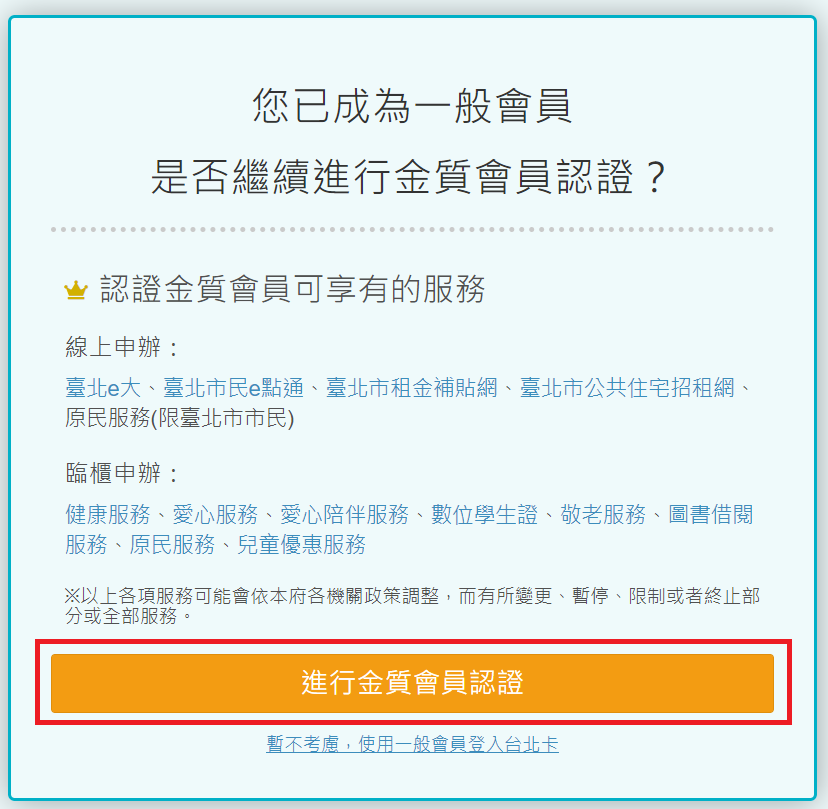 您已成為一般會員
是否繼續進行金質會員認證？
認證金質會員可享有的服務
線上申辦：
臺北e大、臺北市民e點通、臺北市租金補貼網、臺北市公共住宅招租網、
原民服務(限臺北市市民)
臨櫃申辦：
健康服務、愛心服務、愛心陪伴服務、數位學生證、敬老服務、圖書借閱
服務、原民服務、兒童優惠服務
※以上各項服務可能會依本府各機關政策調整，而有所變更、暫停、限制或者終止部
分或全部服務。
進行金質會員認證
暫不考慮，使用一般會員登入台北卡